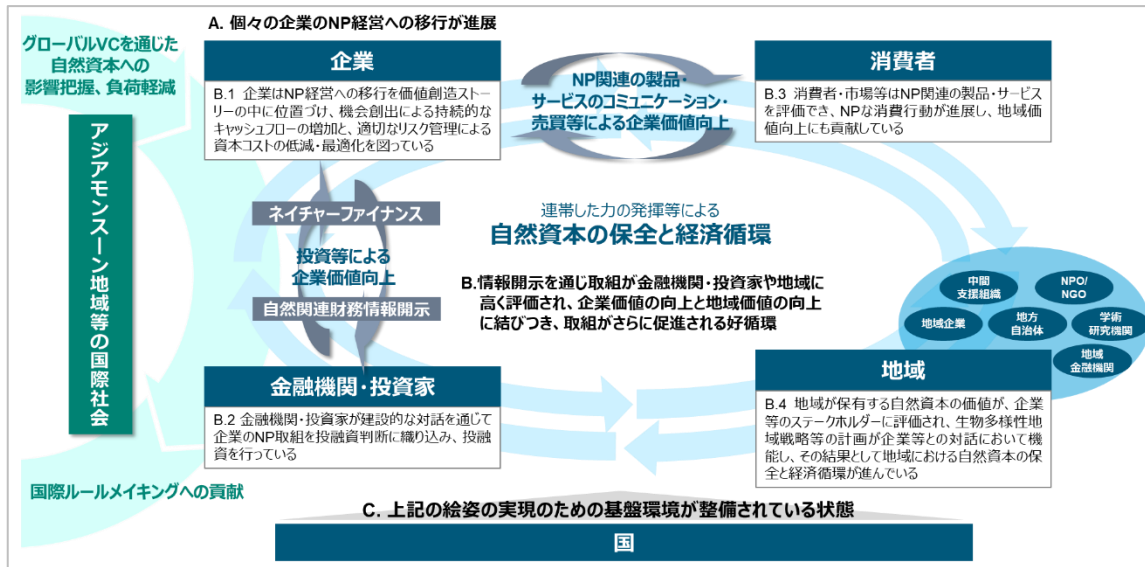 A. 個々の企業のNP経営への移行が進展
グローバルVCを通じた
自然資本への
影響把握、負荷軽減
アジアモンスーン地域等の国際社会
国際ルールメイキングへの貢献
企業
B.1 企業はNP経営への移行を価値創造ストー
リーの中に位置づけ、機会創出による持続的な
キャッシュフローの増加と、適切なリスク管理による
資本コストの低減・最適化を図っている
NP関連の製品・
サービスのコミュニケーション・
売買等による企業価値向上
消費者
B.3 消費者・市場等はNP関連の製品・サービス
を評価でき、NPな消費行動が進展し、地域価
値向上にも貢献している
ネイチャーファイナンス
投資等による
企業価値向上
自然関連財務情報開示
連帯した力の発揮等による
自然資本の保全と経済循環
B.情報開示を通じ取組が金融機関・投資家や地域に
高く評価され、企業価値の向上と地域価値の向上
に結びつき、取組がさらに促進される好循環
中間
支援組織
NPO/
NGO
地域企業
地方
自治体
学術
研究機関
地域
金融機関
金融機関・投資家
B.2 金融機関・投資家が建設的な対話を通じて
企業のNP取組を投融資判断に織り込み、投融
資を行っている
地域
B.4 地域が保有する自然資本の価値が、企業
等のステークホルダーに評価され、生物多様性地
域戦略等の計画が企業等との対話において機
能し、その結果として地域における自然資本の保
全と経済循環が進んでいる
C. 上記の絵姿の実現のための基盤環境が整備されている状態
国